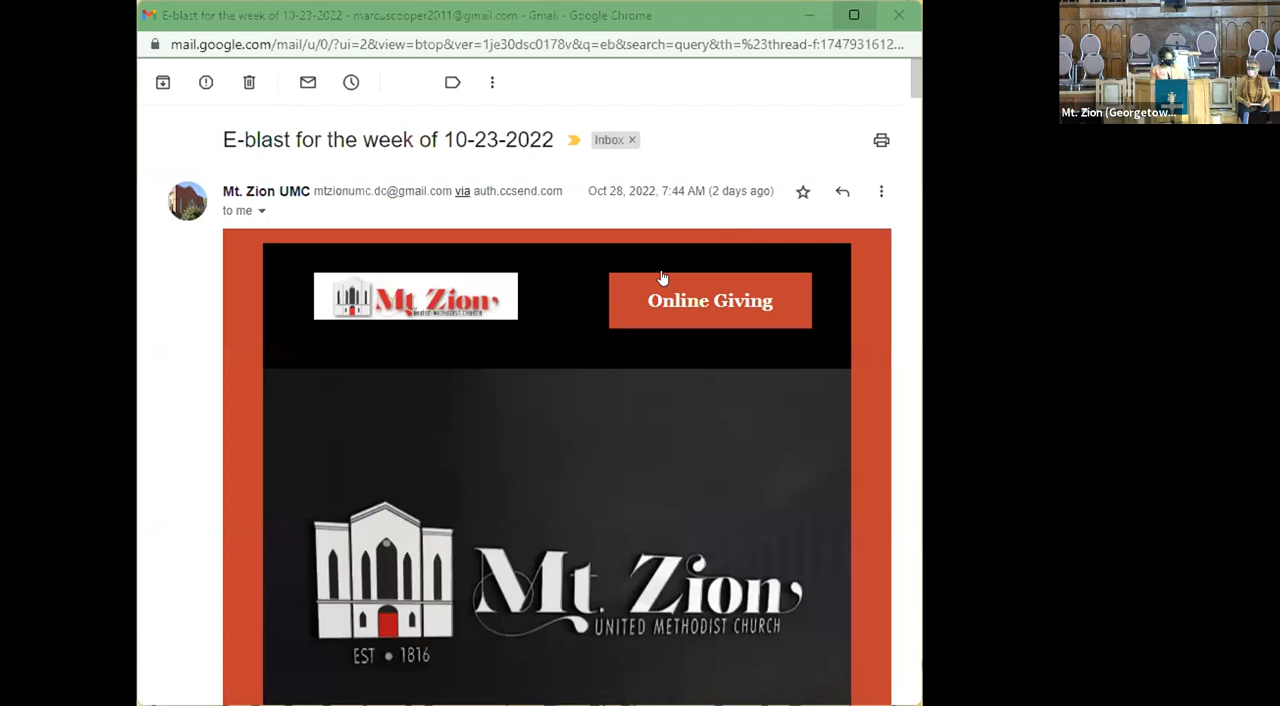 E-blast for the week of 10-23-2022 - marcuscooper2011@gmail.com - Gmail - Google Chrome
mail.google.com/mail/u/0/?ui=2&view=btop&ver=1je30dsc0178v&q=eb&search=query&th=%23thread-f:1747931612...
Mt. Zion (Georgetow...
E-blast for the week of 10-23-2022
Inbox ×
Mt. Zion UMC mtzionumc.dc@gmail.com via auth.ccsend.com
Oct 28, 2022, 7:44 AM (2 days ago)
to me
Mt. Zion
UNITED METHODIST CHURCH
Online Giving
Mt. Zion
UNITED METHODIST CHURCH
EST • 1816